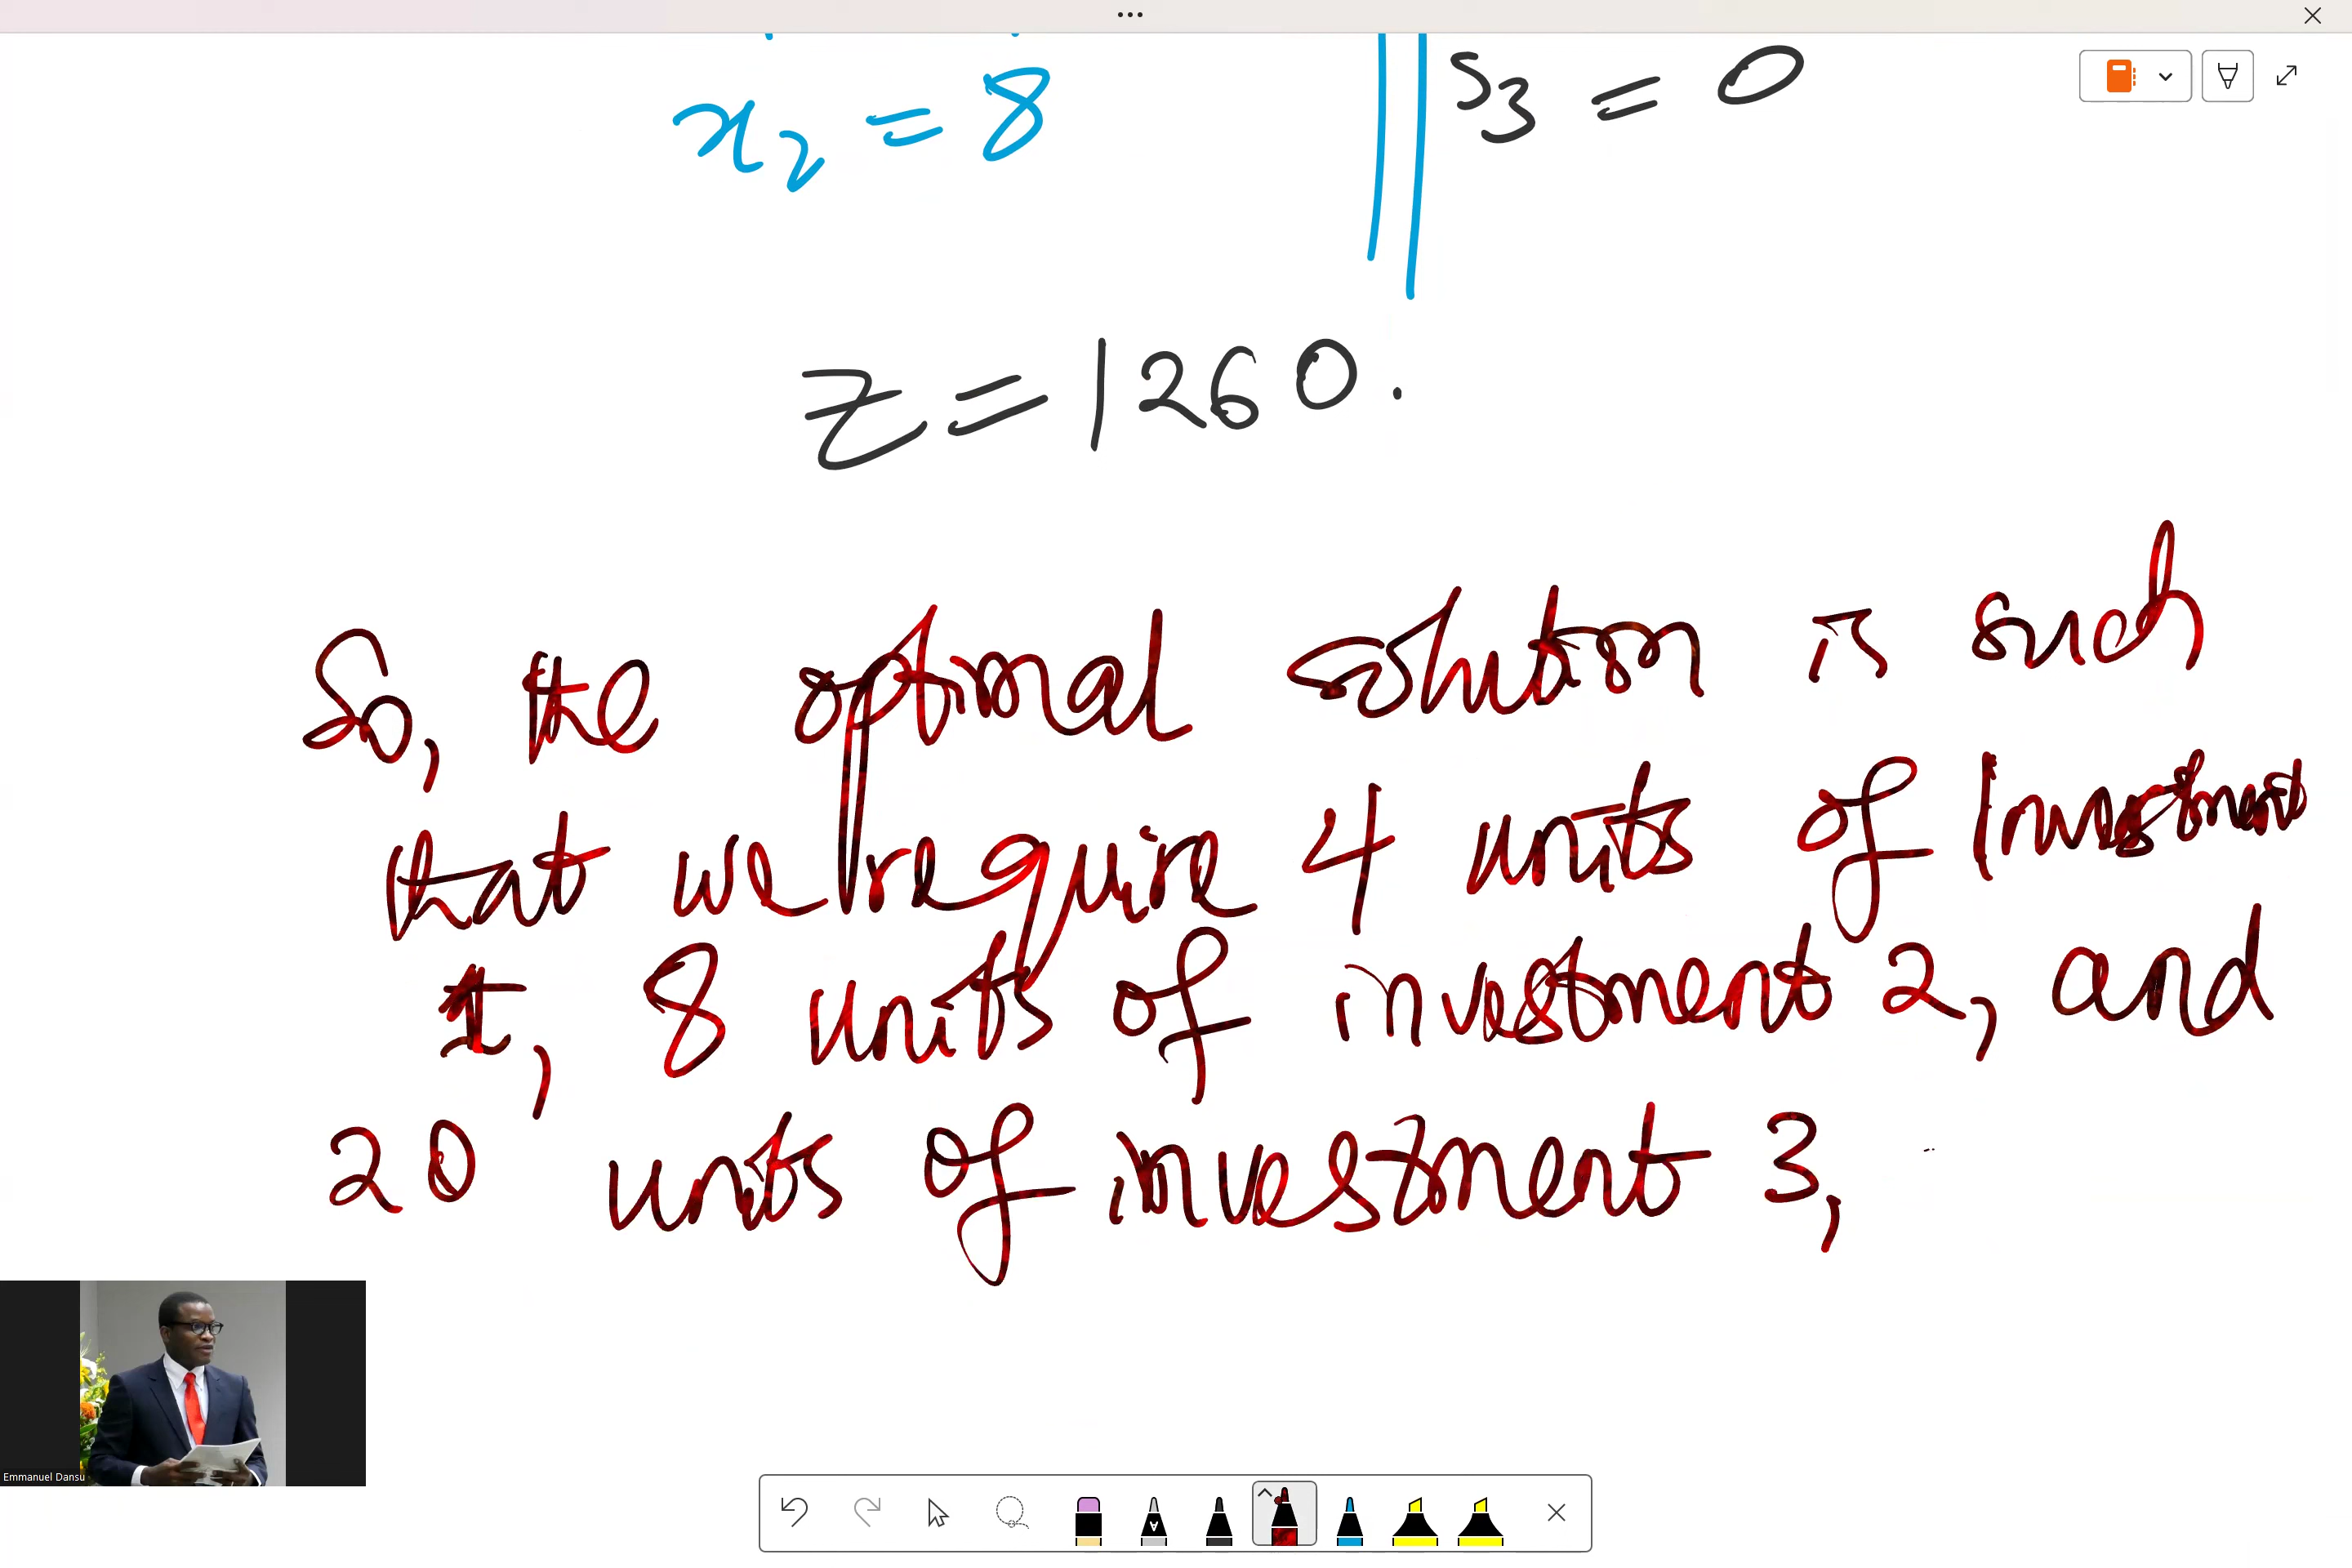 x₂ = 8
s₃ = 0
z = 1260.
So, the optimal solution is such
that we require 4 units of Investment
1, 8 units of investment 2, and
20 units of investment 3,
Emmanuel Dansu